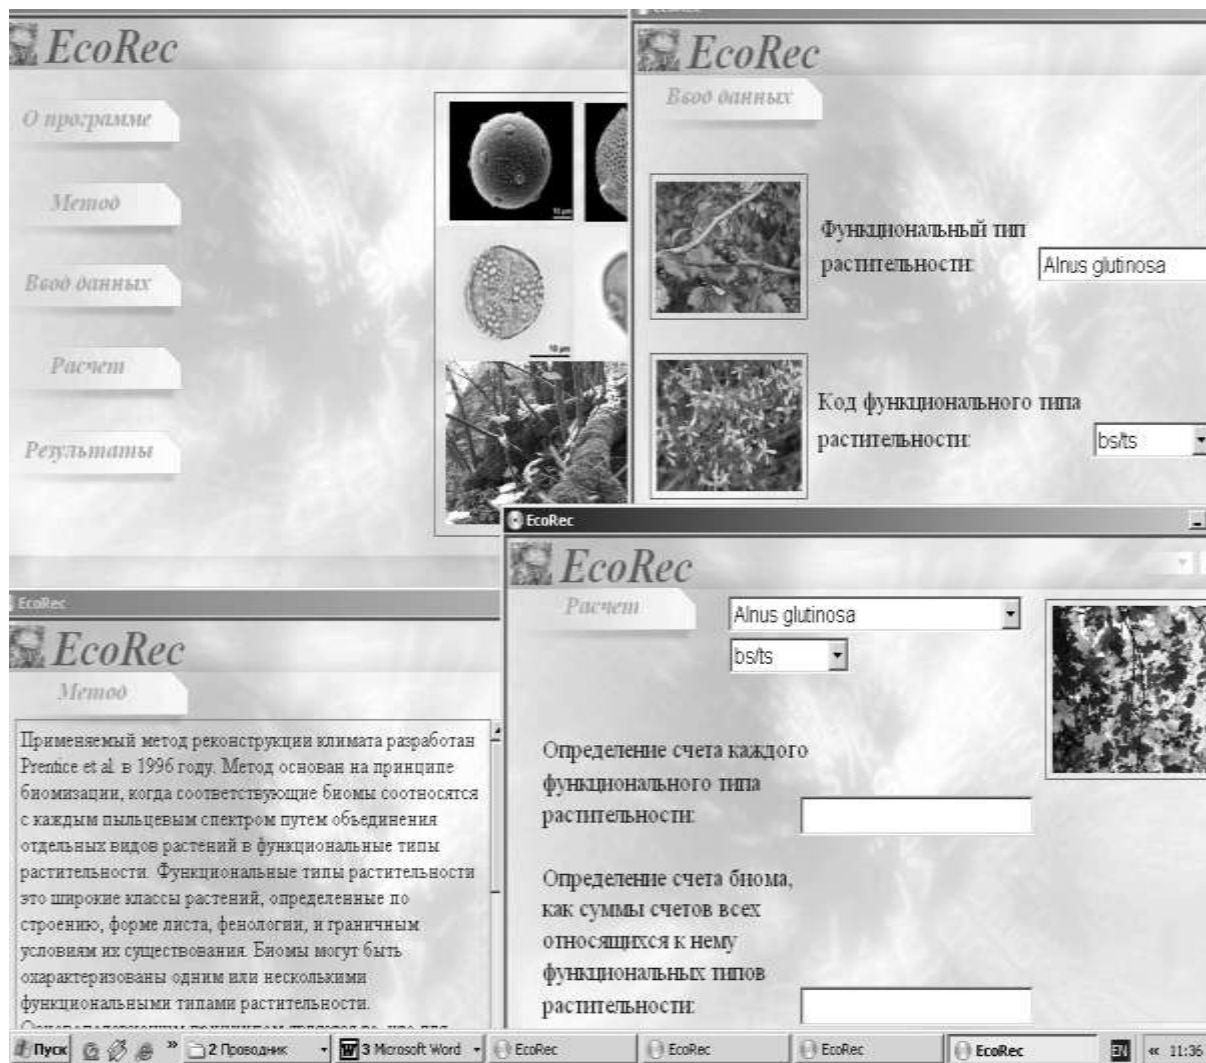 EcoRec
О программе
Метод
Ввод данных
Расчет
Результаты
10 µm
10 µm
EcoRec
EcoRec
Ввод данных
Функциональный тип
растительности:
Alnus glutinosa
Код функционального типа
растительности:
bs/ts
EcoRec
EcoRec
Метод
Применяемый метод реконструкции климата разработан
Prentice et al. в 1996 году. Метод основан на принципе
биомизации, когда соответствующие биомы соотносятся
с каждым пыльцевым спектром путем объединения
отдельных видов растений в функциональные типы
растительности. Функциональные типы растительности
это широкие классы растений, определенные по
строению, форме листа, фенологии, и граничным
условиям их существования. Биомы могут быть
охарактеризованы одним или несколькими
функциональными типами растительности.
EcoRec
EcoRec
Расчет
Alnus glutinosa
bs/ts
Определение счета каждого
функционального типа
растительности:
Определение счета биома,
как суммы счетов всех
относящихся к нему
функциональных типов
растительности:
Пуск » 2 Проводник 3 Microsoft Word EcoRec EcoRec EcoRec EcoRec EN « 11:36